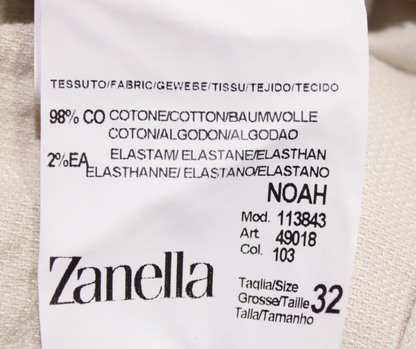 TESSUTO/FABRIC/GEWEBE/TISSU/TEJIDO/TECIDO
98% CO COTONE/COTTON/BAUMWOLLE
COTON/ALGODON/ALGODAO
2%EA ELASTAM/ ELASTANE/ELASTHAN
ELASTHANNE/ ELASTANO/ELASTANO
NOAH
Mod. 113843
Art. 49018
Col. 103
Zanella
Taglia/Size
Grosse/Taille 32
Talla/Tamanho